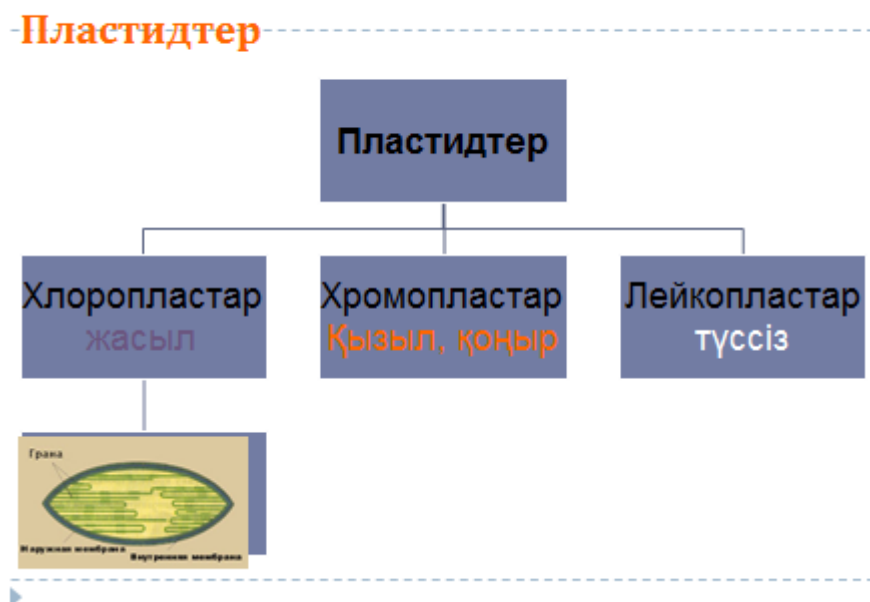 Пластидтер
Пластидтер
Хлоропластар
жасыл
Хромопластар
Қызыл, қоңыр
Лейкопластар
түссіз
Грана
Наружная мембрана
Внутренняя мембрана